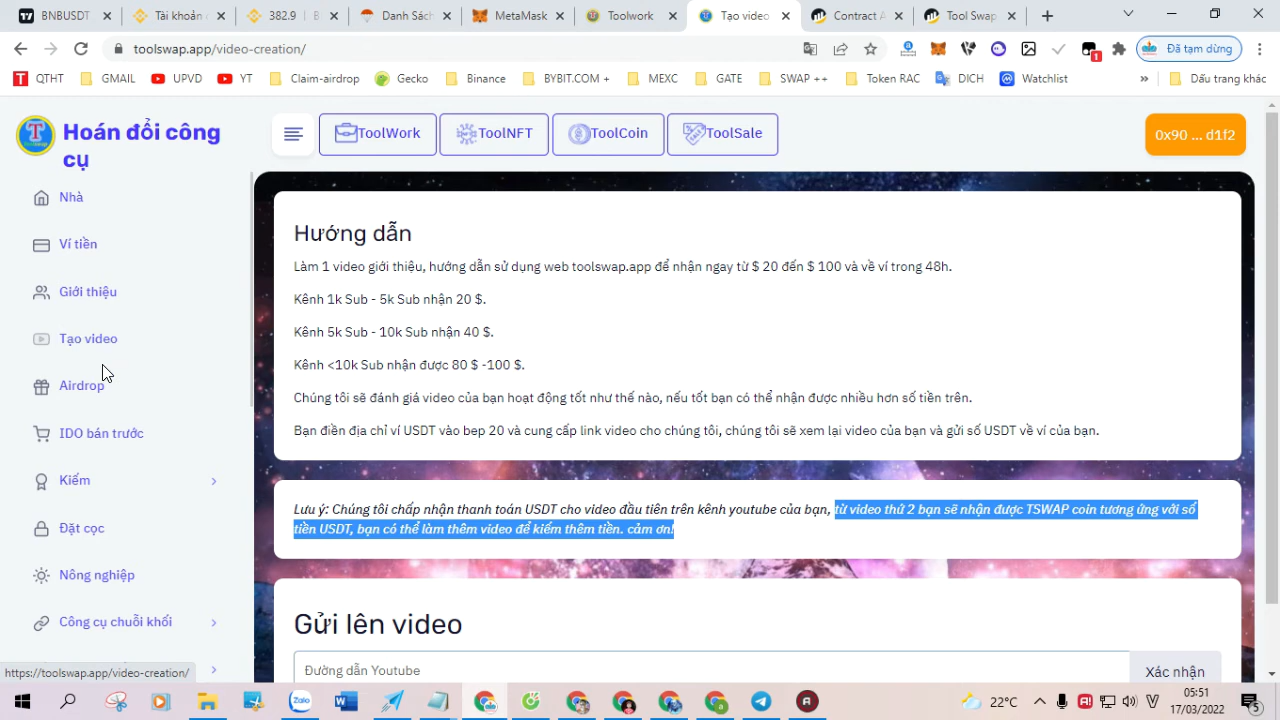 BNBUSDT
Tài khoản
382.9 | B
Danh Sác
MetaMask
Toolwork
Tạo video
Contract A
Tool Swap
toolswap.app/video-creation/
1
Đã tạm dừng
QTHT
GMAIL
UPVD
YT
Claim-airdrop
Gecko
Binance
BYBIT.COM +
MEXC
GATE
SWAP ++
Token RAC
DICH
Watchlist
»
Dấu trang khác
Hoán đổi công
cụ
ToolWork
ToolNFT
ToolCoin
ToolSale
0x90 ... d1f2
Nhà
Ví tiền
Giới thiệu
Tạo video
Airdrop
IDO bán trước
Kiếm
Đặt cọc
Nông nghiệp
Công cụ chuỗi khối
Hướng dẫn
Làm 1 video giới thiệu, hướng dẫn sử dụng web toolswap.app để nhận ngay từ $ 20 đến $ 100 và về ví trong 48h.
Kênh 1k Sub - 5k Sub nhận 20 $.
Kênh 5k Sub - 10k Sub nhận 40 $.
Kênh <10k Sub nhận được 80 $ -100 $.
Chúng tôi sẽ đánh giá video của bạn hoạt động tốt như thế nào, nếu tốt bạn có thể nhận được nhiều hơn số tiền trên.
Bạn điền địa chỉ ví USDT vào bep 20 và cung cấp link video cho chúng tôi, chúng tôi sẽ xem lại video của bạn và gửi số USDT về ví của bạn.
Lưu ý: Chúng tôi chấp nhận thanh toán USDT cho video đầu tiên trên kênh youtube của bạn, từ video thứ 2 bạn sẽ nhận được TSWAP coin tương ứng với số
tiền USDT, bạn có thể làm thêm video để kiếm thêm tiền. cảm ơn!
Gửi lên video
Đường dẫn Youtube
Xác nhận
https://toolswap.app/video-creation/
22°C
05:51
17/03/2022
5